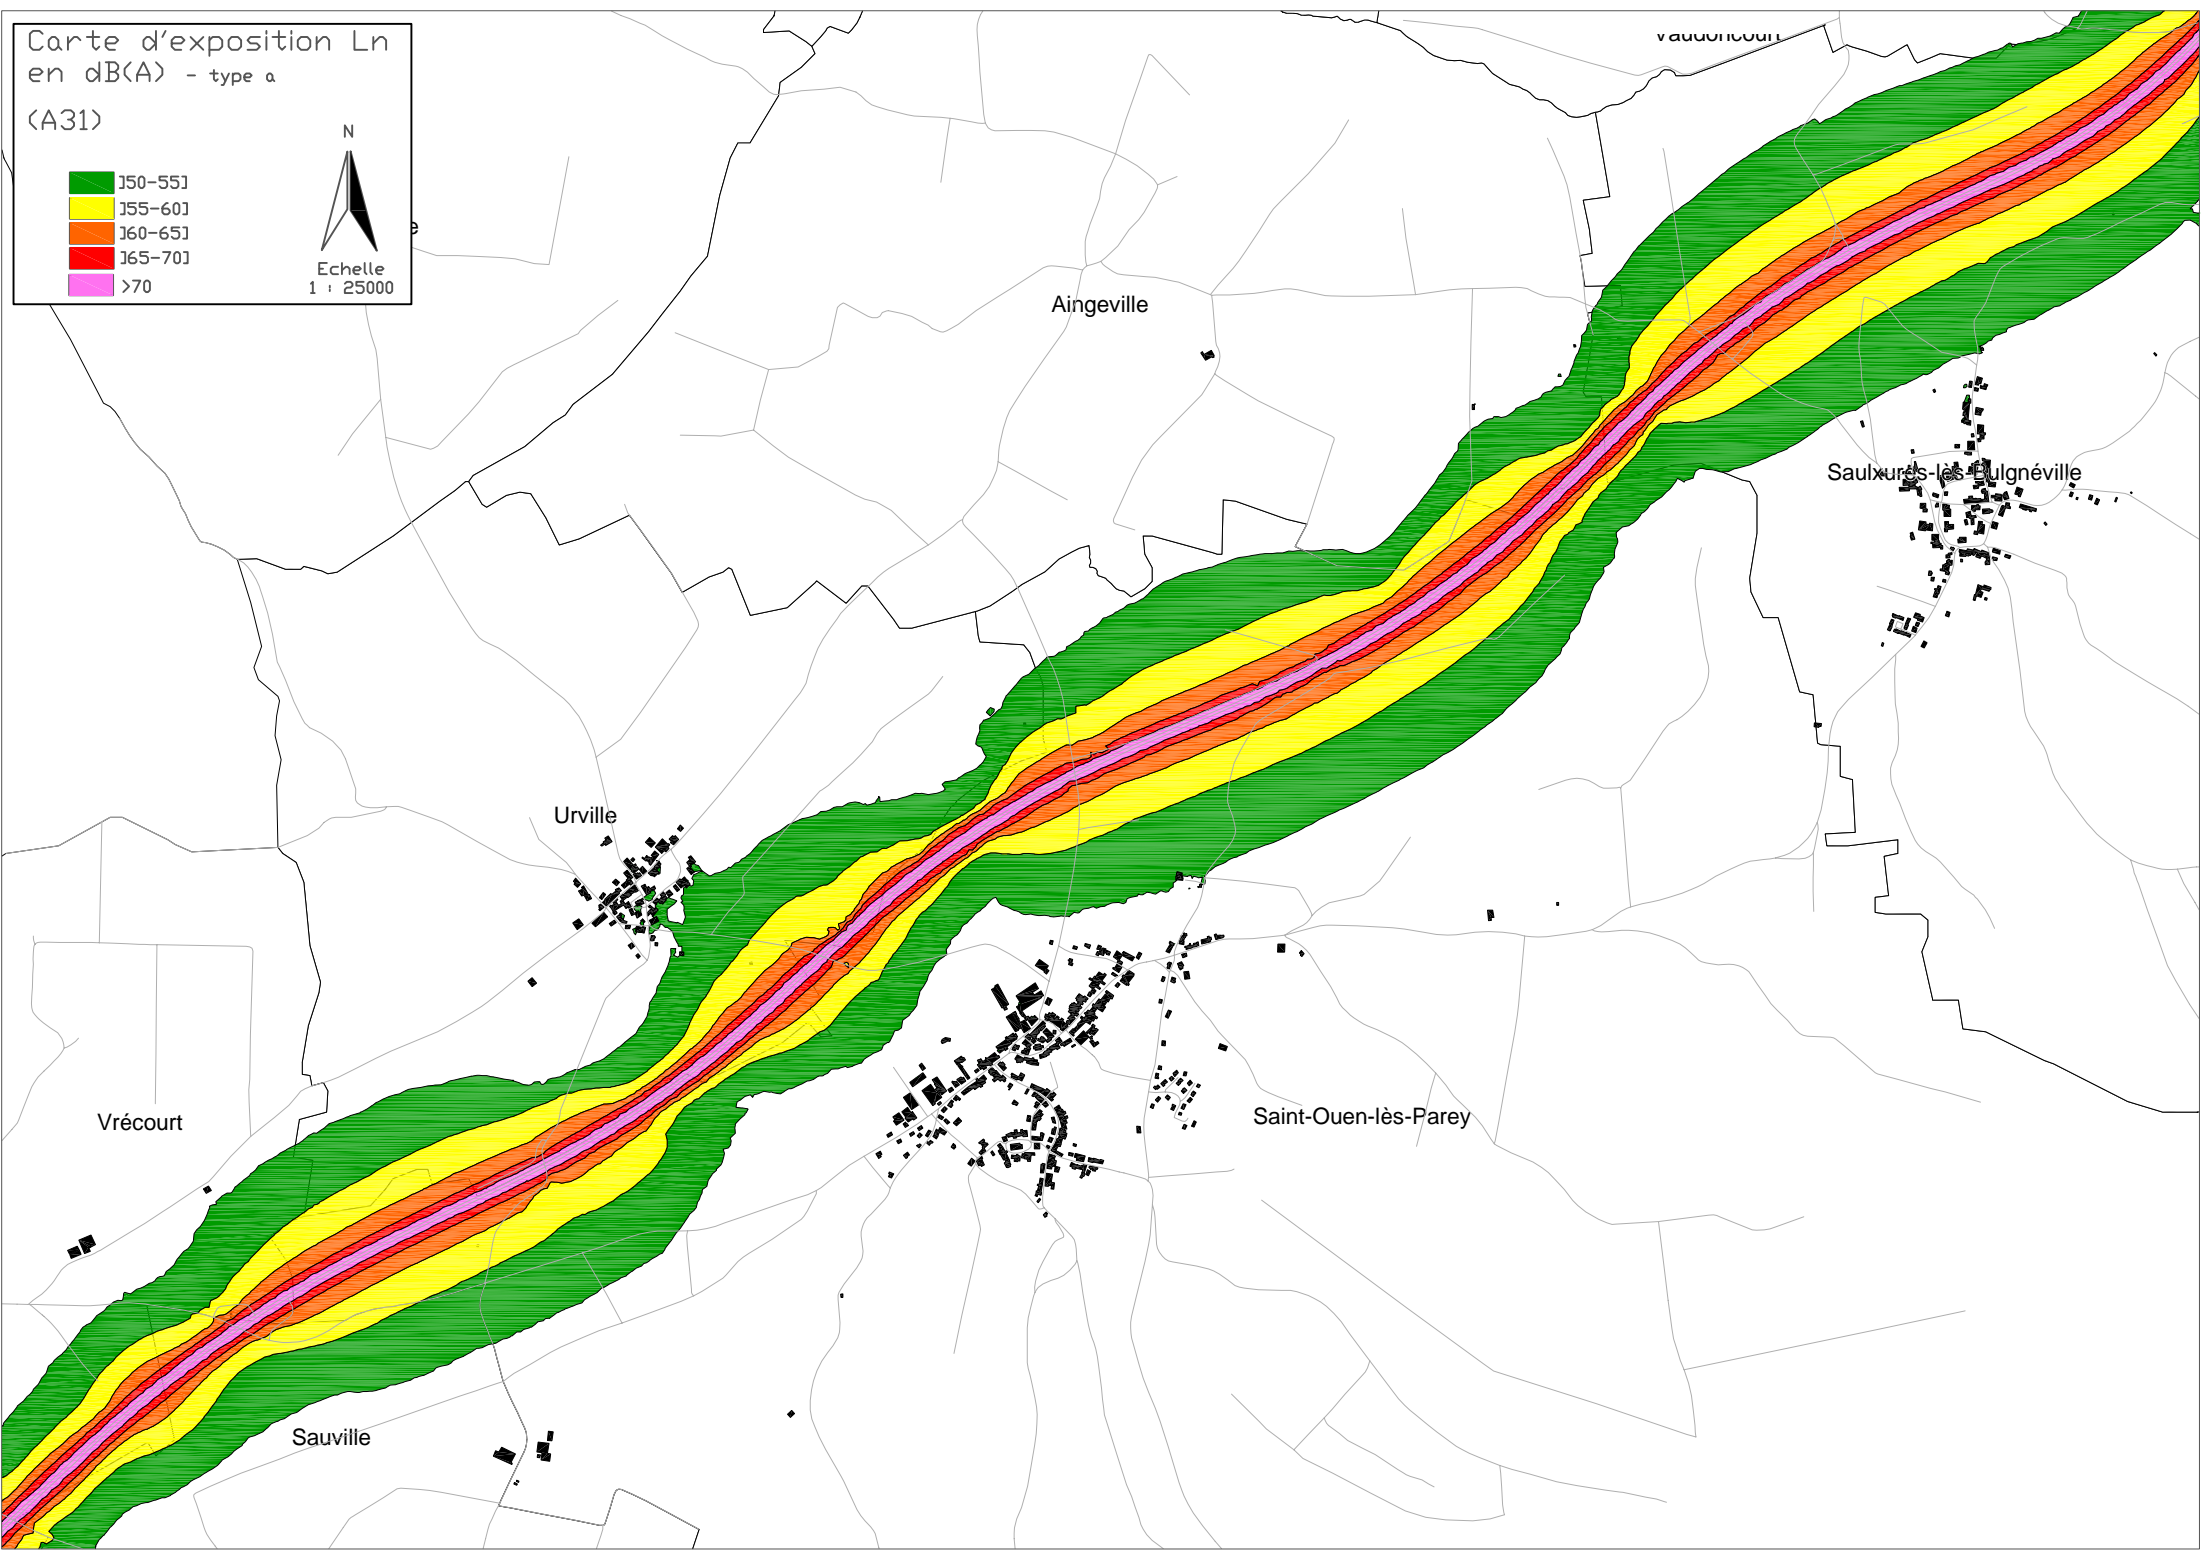 Carte d'exposition Ln
en dB(A) - type a
(A31)
N
]50-55]
]55-60]
]60-65]
]65-70]
>70
Echelle
1 : 25000
e
Vaudoncourt
Aingeville
Saulxures-lès-Bulgnéville
Urville
Vrécourt
Saint-Ouen-lès-Parey
Sauville